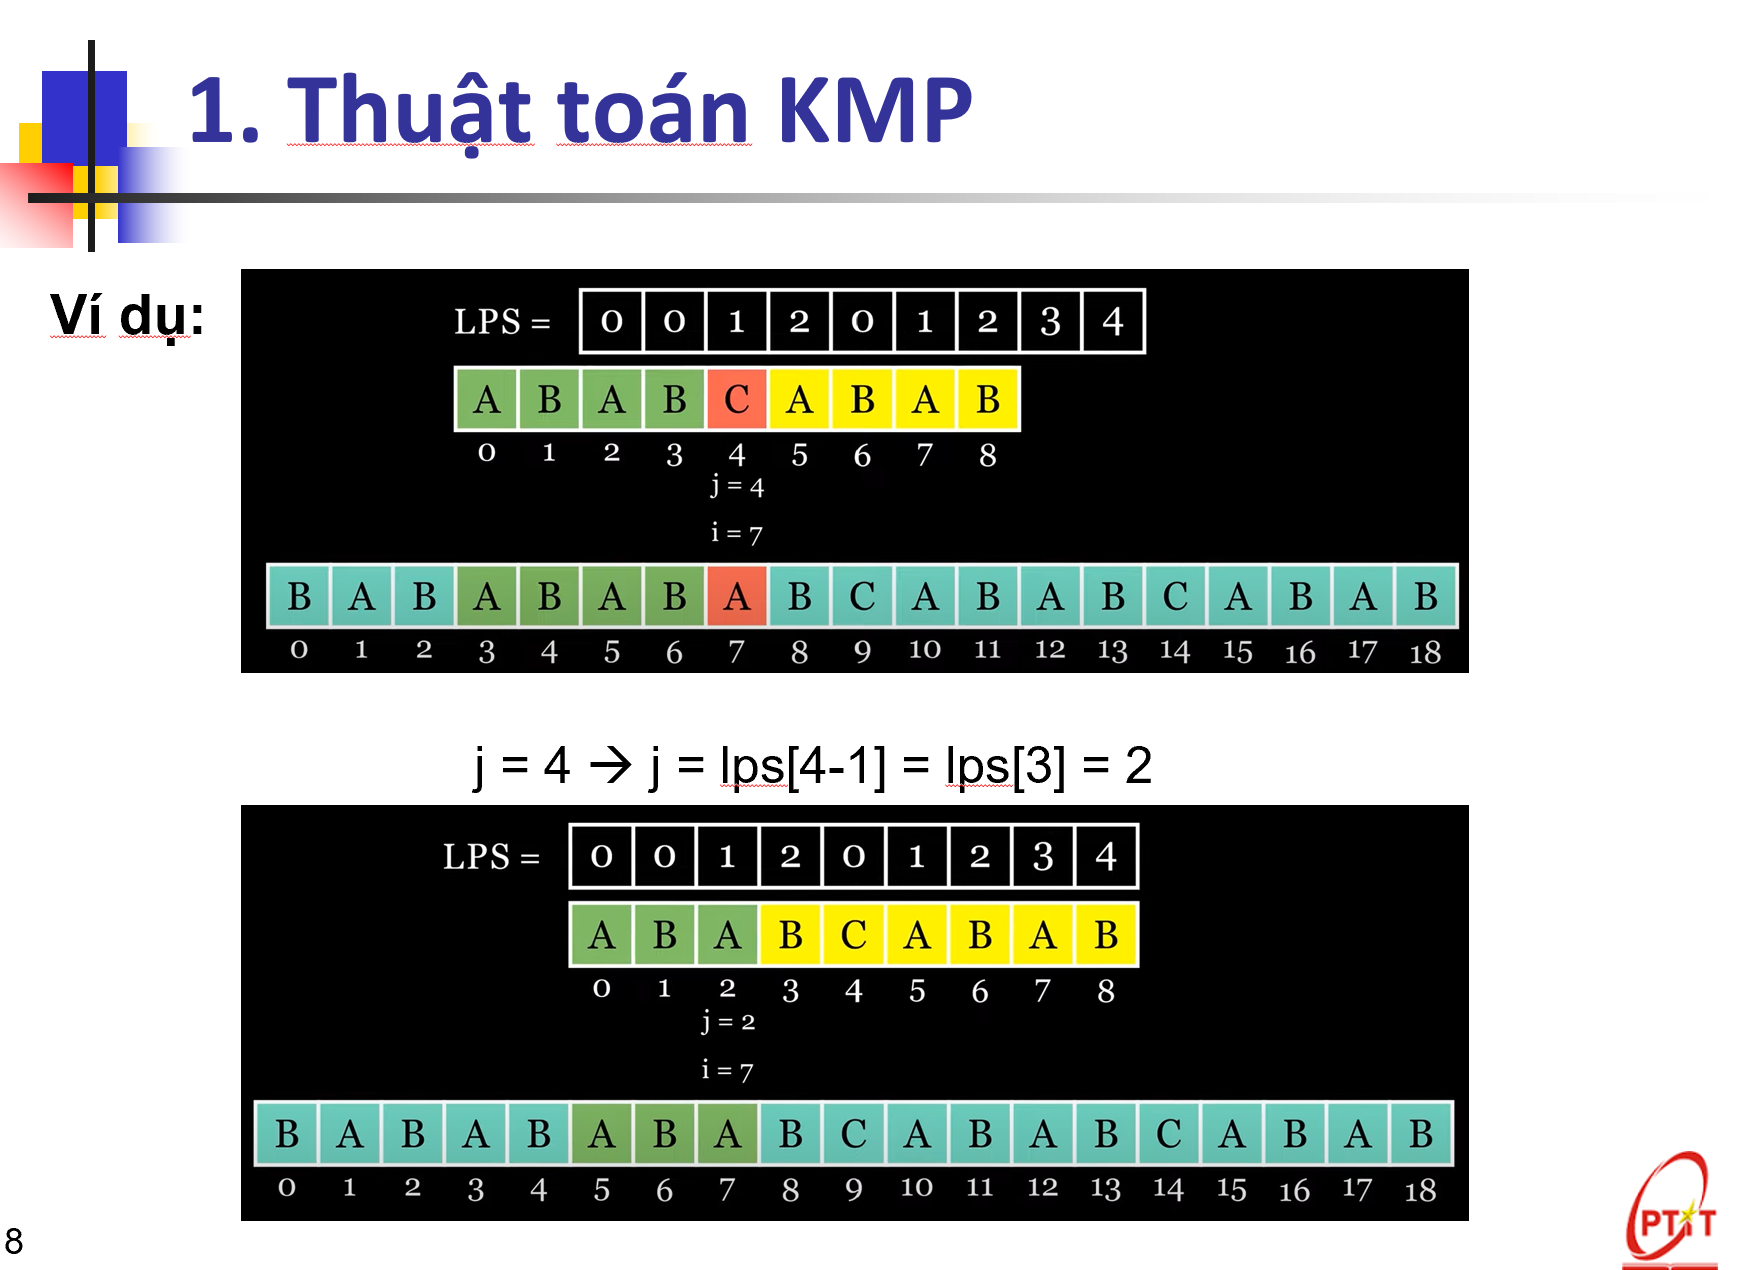 1. Thuật toán KMP
Ví dụ:
LPS = 0 0 1 2 0 1 2 3 4
A B A B C A B A B
0 1 2 3 4 5 6 7 8
j = 4
i = 7
B A B A B A B A B C A B A B C A B A B
0 1 2 3 4 5 6 7 8 9 10 11 12 13 14 15 16 17 18
j = 4 → j = lps[4-1] = lps[3] = 2
LPS = 0 0 1 2 0 1 2 3 4
A B A B C A B A B
0 1 2 3 4 5 6 7 8
j = 2
i = 7
B A B A B A B A B C A B A B C A B A B
0 1 2 3 4 5 6 7 8 9 10 11 12 13 14 15 16 17 18
PTIT
8